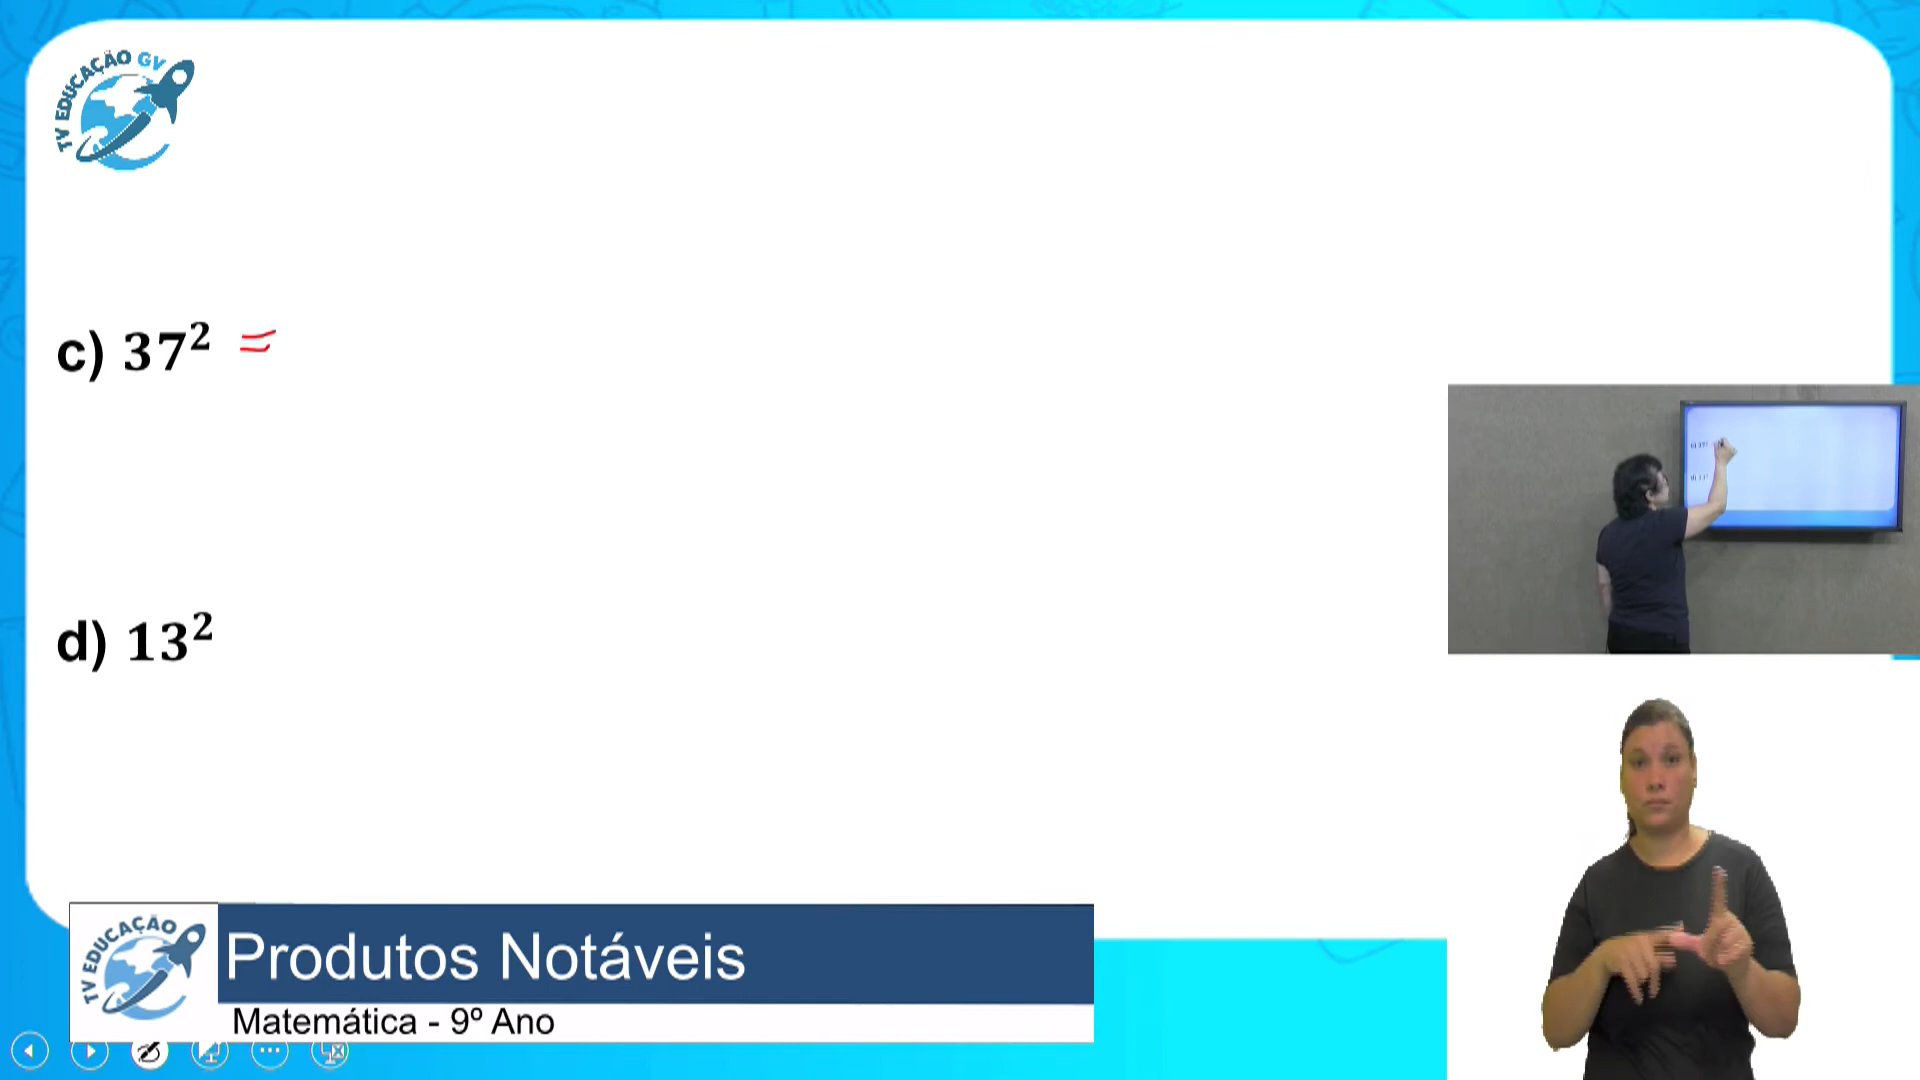 TV EDUCAÇÃO GV
c) 37² =
d) 13²
TV EDUCAÇÃO
Produtos Notáveis
Matemática - 9º Ano